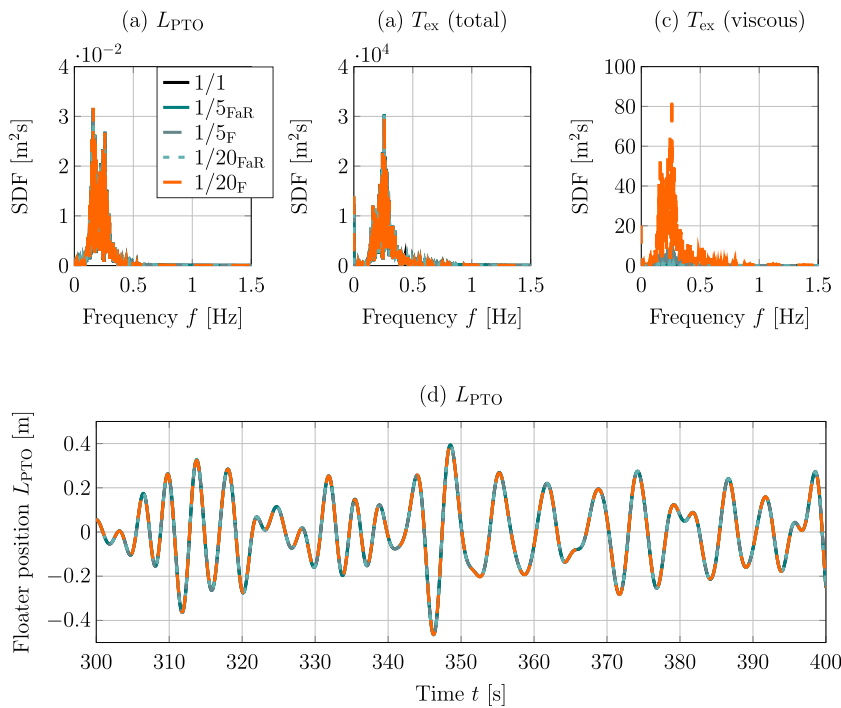 (a) L_PTO
(a) T_ex (total)
(c) T_ex (viscous)
·10⁻²
·10⁴
4
3
2
1
0
SDF [m²s]
0 0.5 1 1.5
Frequency f [Hz]
1/1
1/5_FaR
1/5_F
1/20_FaR
1/20_F
4
3
2
1
0
SDF [m²s]
0 0.5 1 1.5
Frequency f [Hz]
100
80
60
40
20
0
SDF [m²s]
0 0.5 1 1.5
Frequency f [Hz]
(d) L_PTO
Floater position L_PTO [m]
0.4
0.2
0
−0.2
−0.4
300 310 320 330 340 350 360 370 380 390 400
Time t [s]